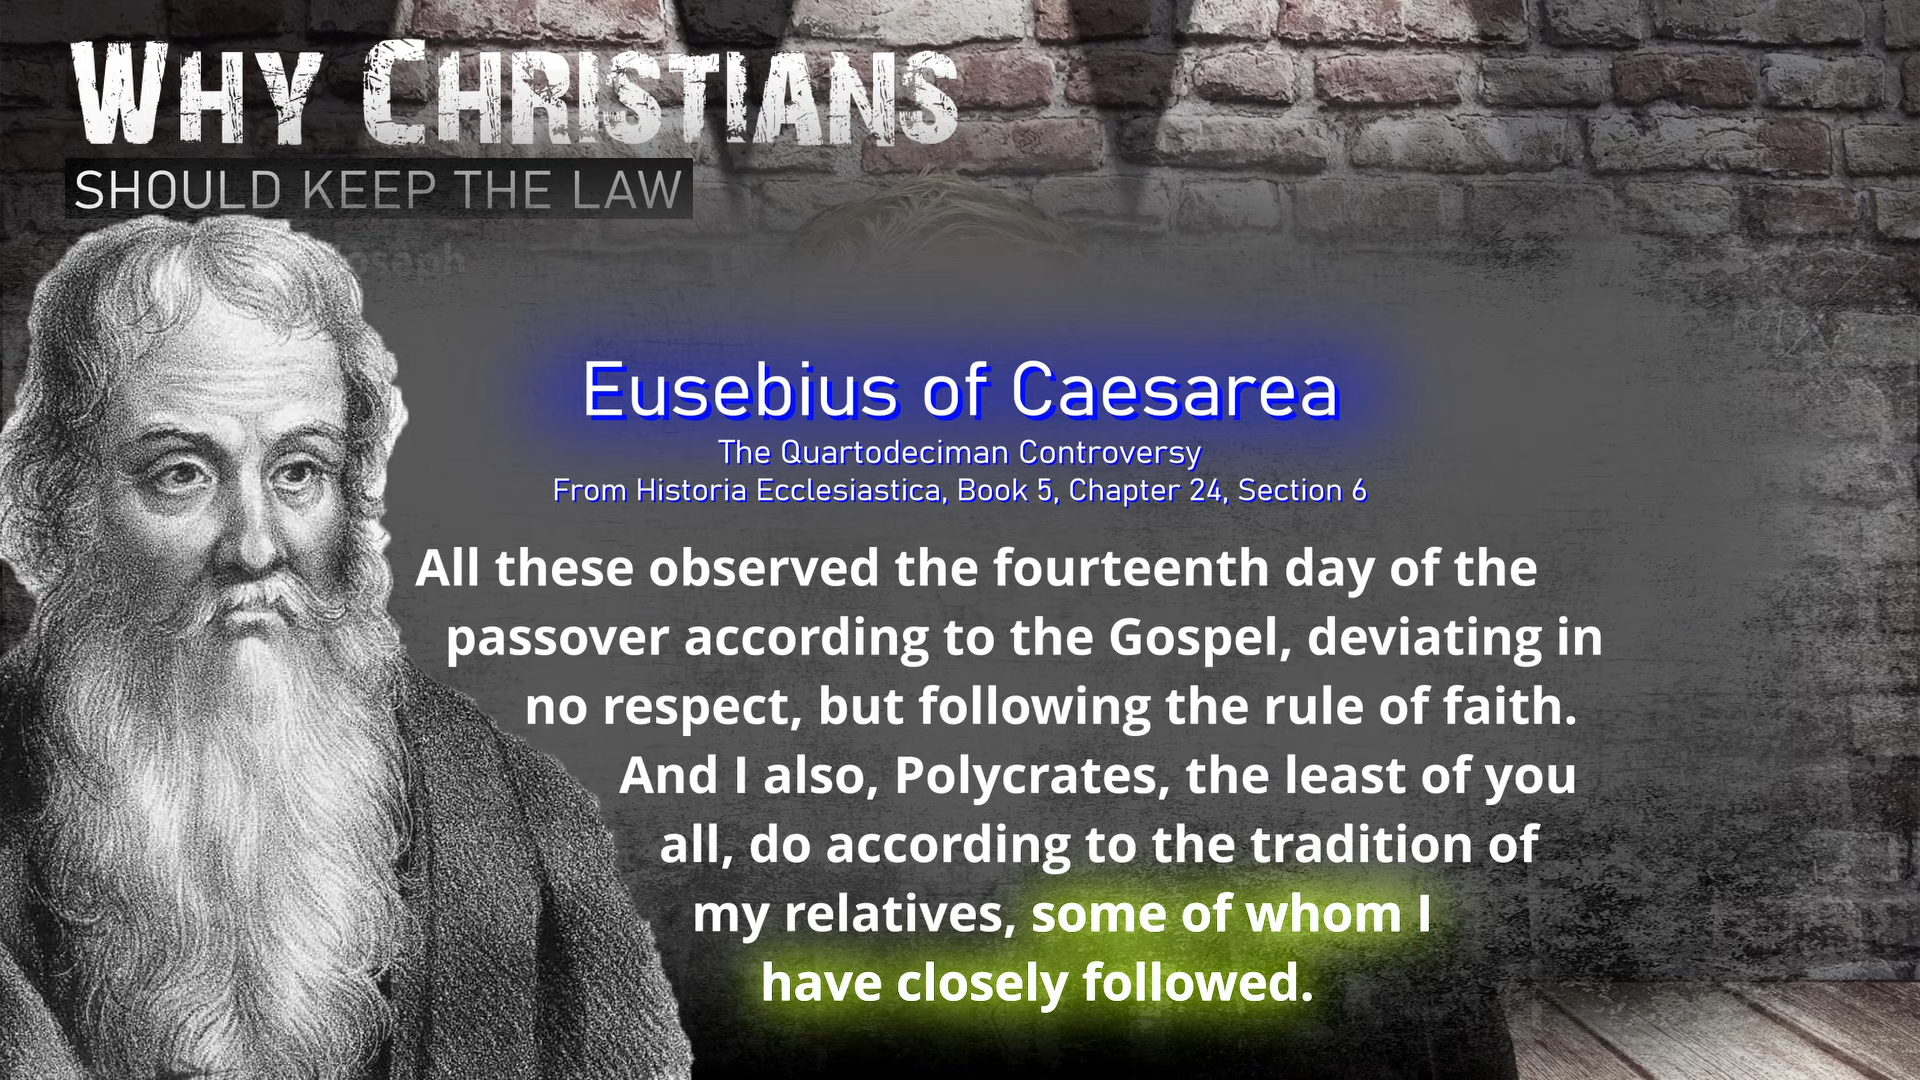 WHY CHRISTIANS
SHOULD KEEP THE LAW
Eusebius of Caesarea
The Quartodeciman Controversy
From Historia Ecclesiastica, Book 5, Chapter 24, Section 6
All these observed the fourteenth day of the
passover according to the Gospel, deviating in
no respect, but following the rule of faith.
And I also, Polycrates, the least of you
all, do according to the tradition of
my relatives, some of whom I
have closely followed.